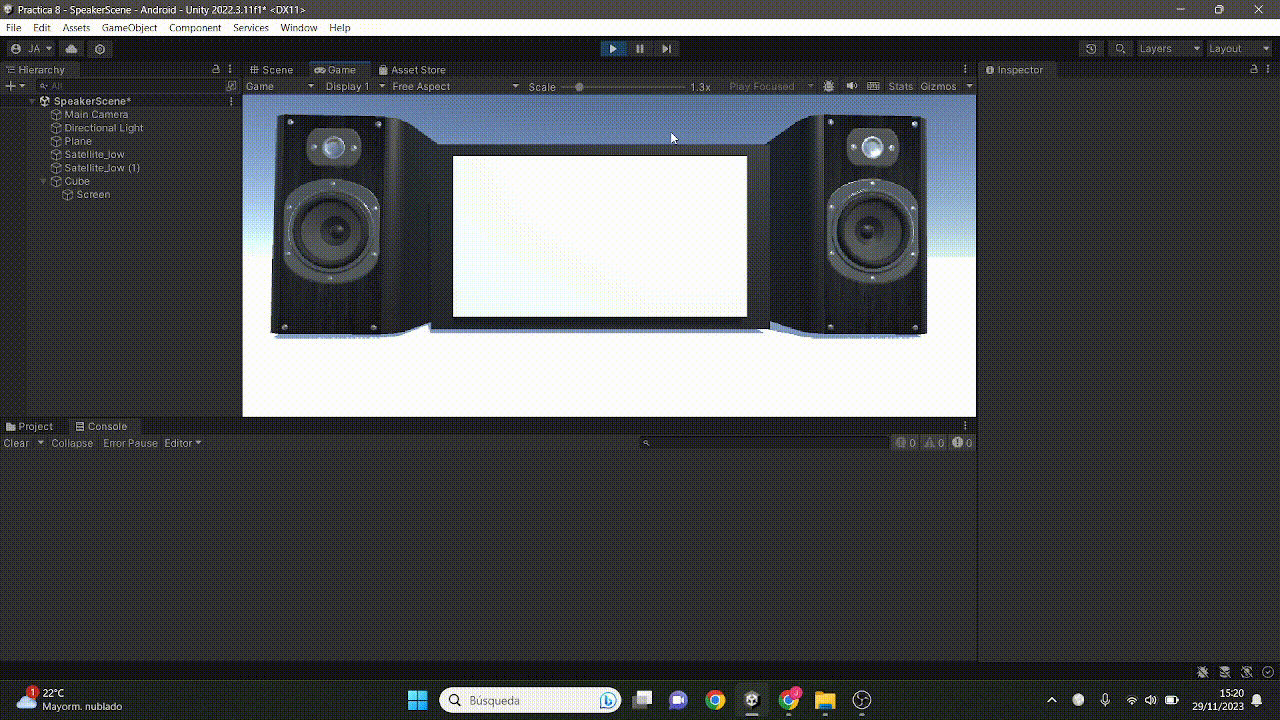 Practica 8 - SpeakerScene - Android - Unity 2022.3.11f1* <DX11>
File Edit Assets GameObject Component Services Window Help
JA Layers Layout
Hierarchy Scene Game Asset Store Inspector
All Game Display 1 Free Aspect Scale 1.3x Play Focused Stats Gizmos
SpeakerScene*
Main Camera
Directional Light
Plane
Satellite_low
Satellite_low (1)
Cube
Screen
Project Console
Clear Collapse Error Pause Editor 0 0 0
1 22°C
Mayorm. nublado
Búsqueda
J
15:20
29/11/2023